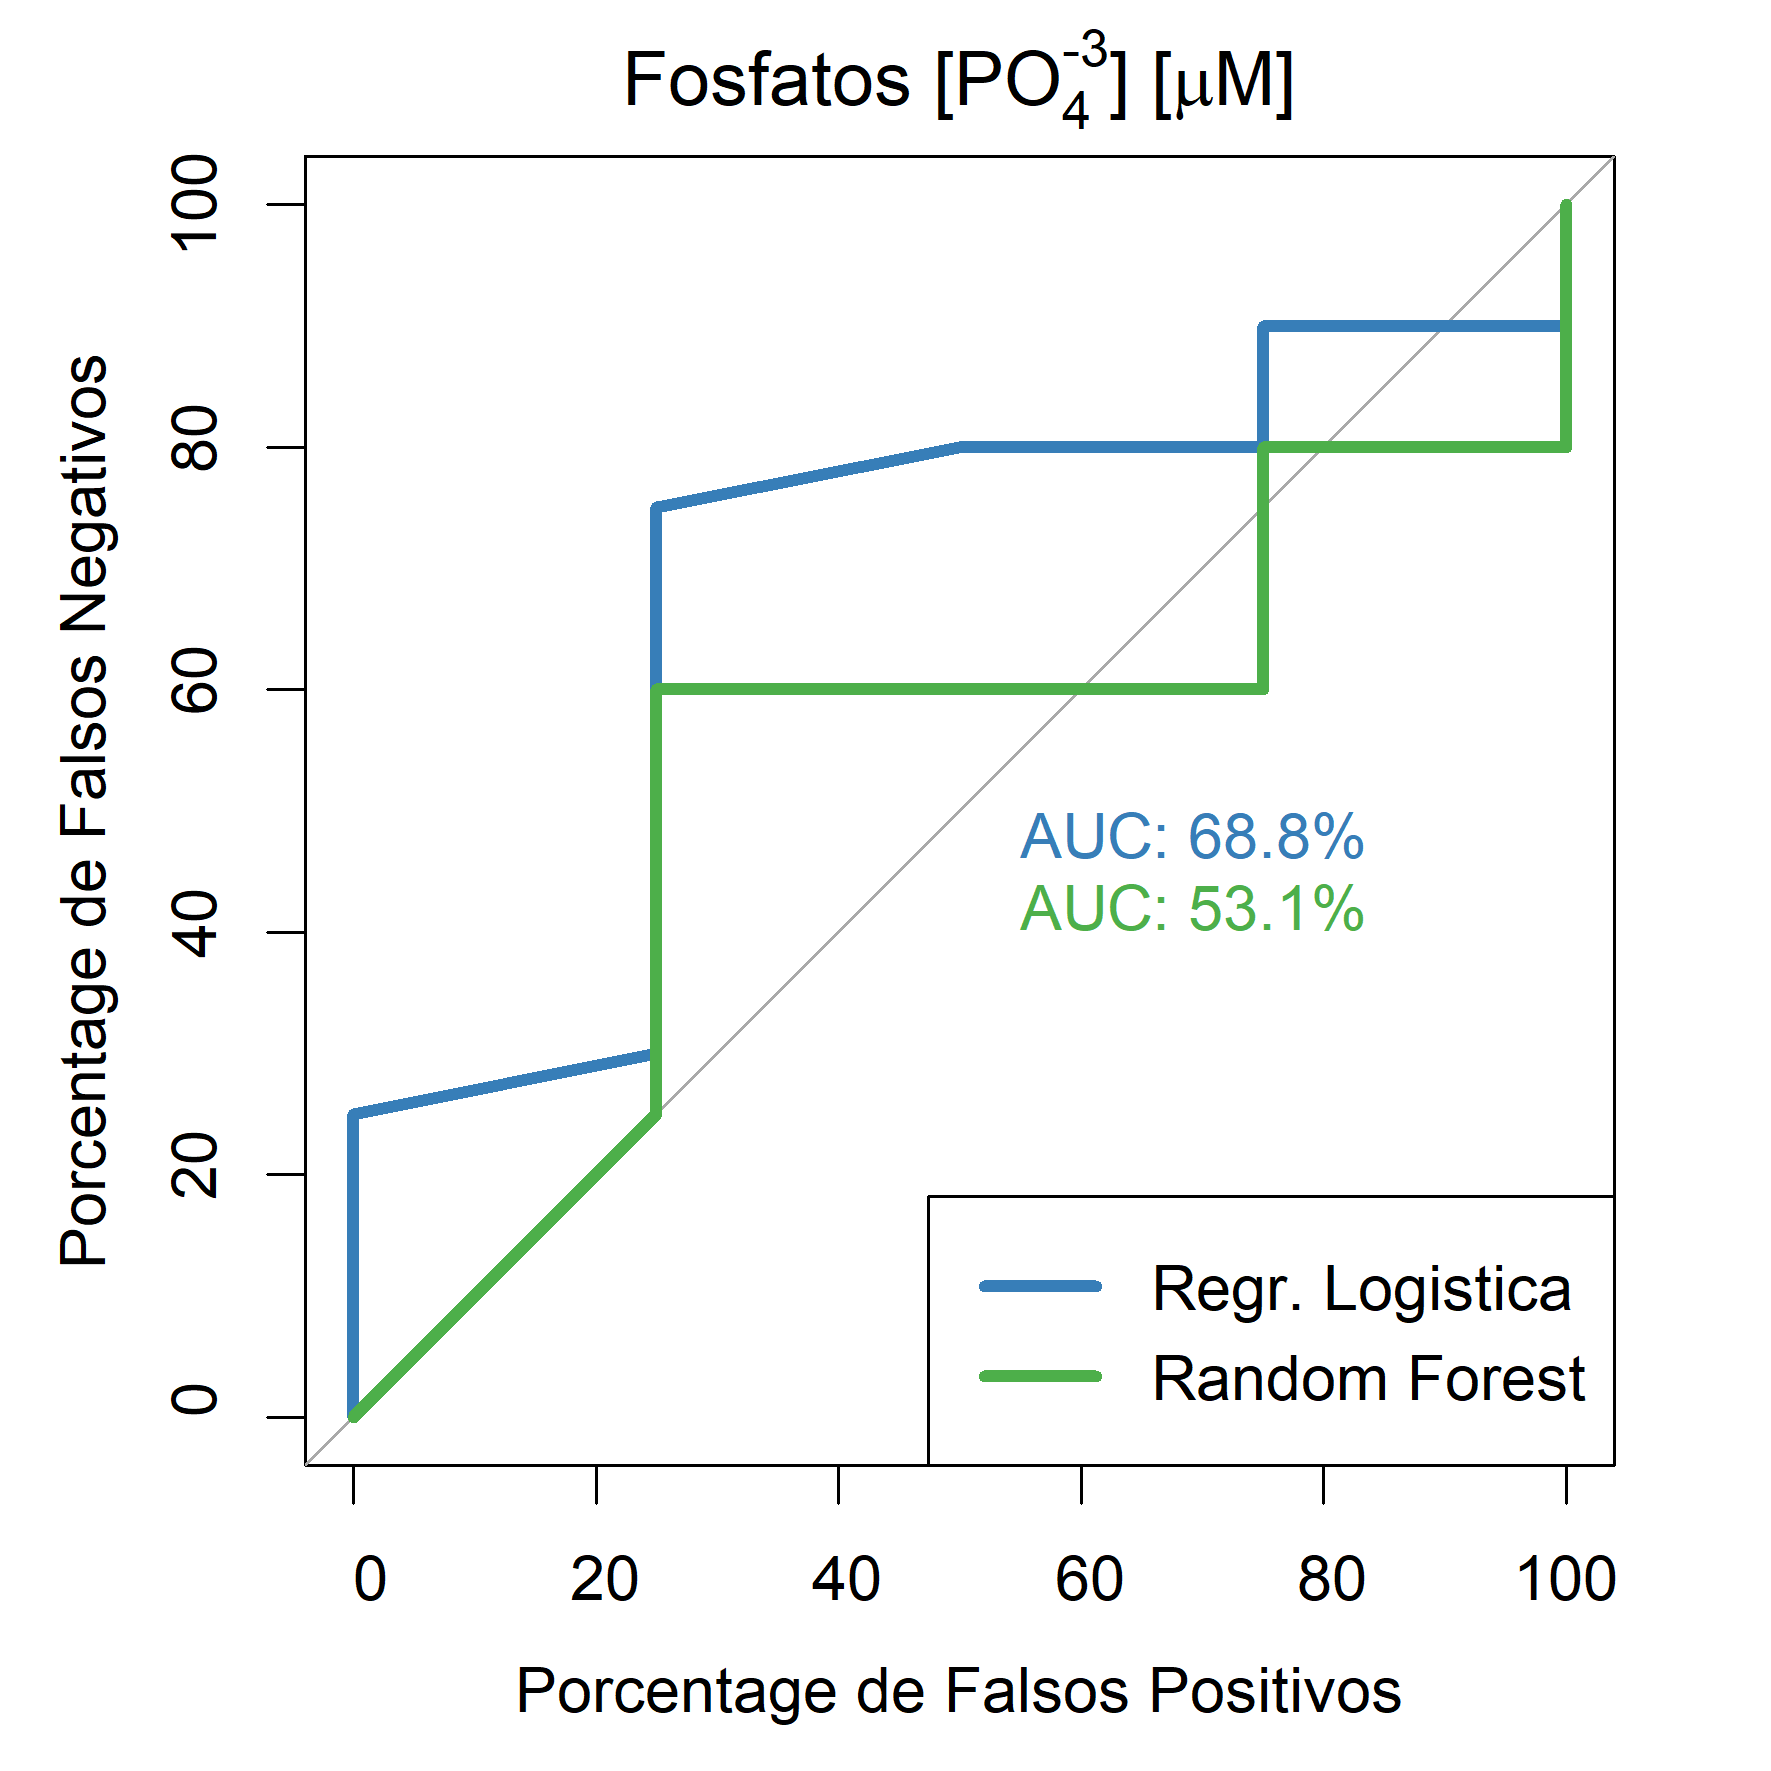 Fosfatos [PO₄⁻³] [μM]
Porcentage de Falsos Negativos
100
80
60
40
20
0
AUC: 68.8%
AUC: 53.1%
Regr. Logistica
Random Forest
0 20 40 60 80 100
Porcentage de Falsos Positivos